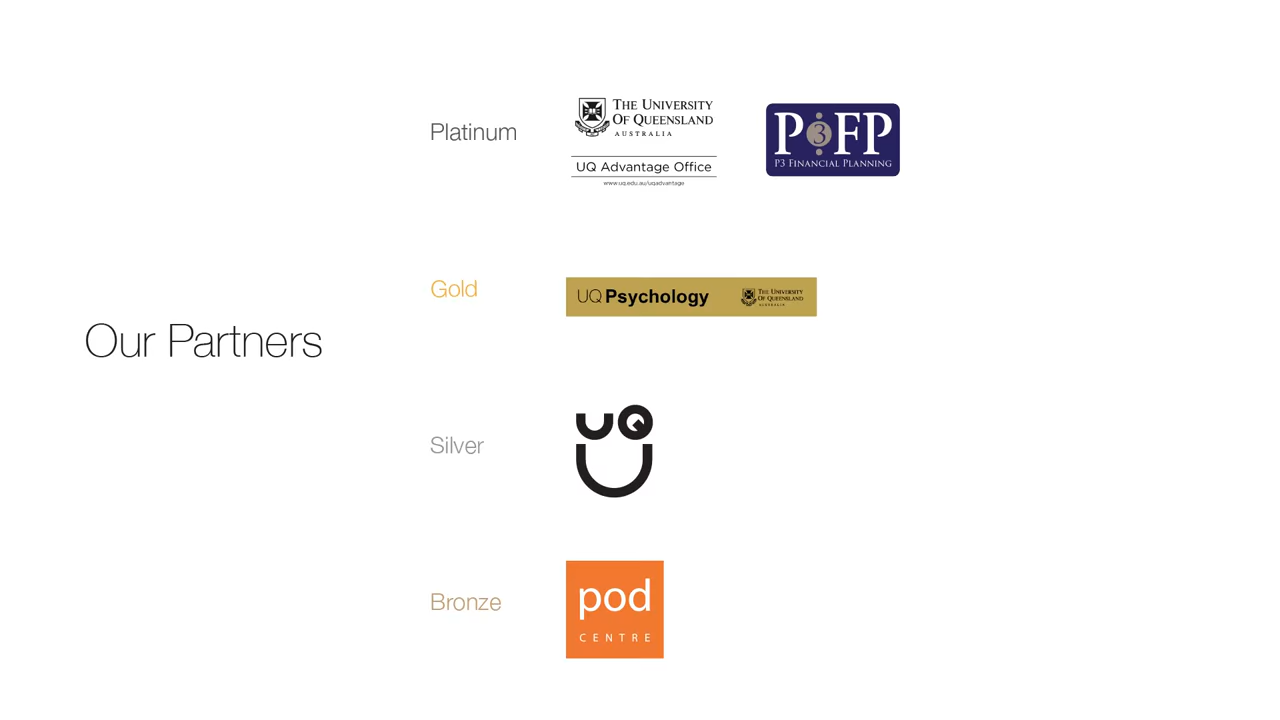 Our Partners
Platinum
THE UNIVERSITY
OF QUEENSLAND
AUSTRALIA
UQ Advantage Office
www.uq.edu.au/uqadvantage
P3FP
P3 FINANCIAL PLANNING
Gold
UQ Psychology
THE UNIVERSITY
OF QUEENSLAND
AUSTRALIA
Silver
UQ
U
Bronze
pod
CENTRE